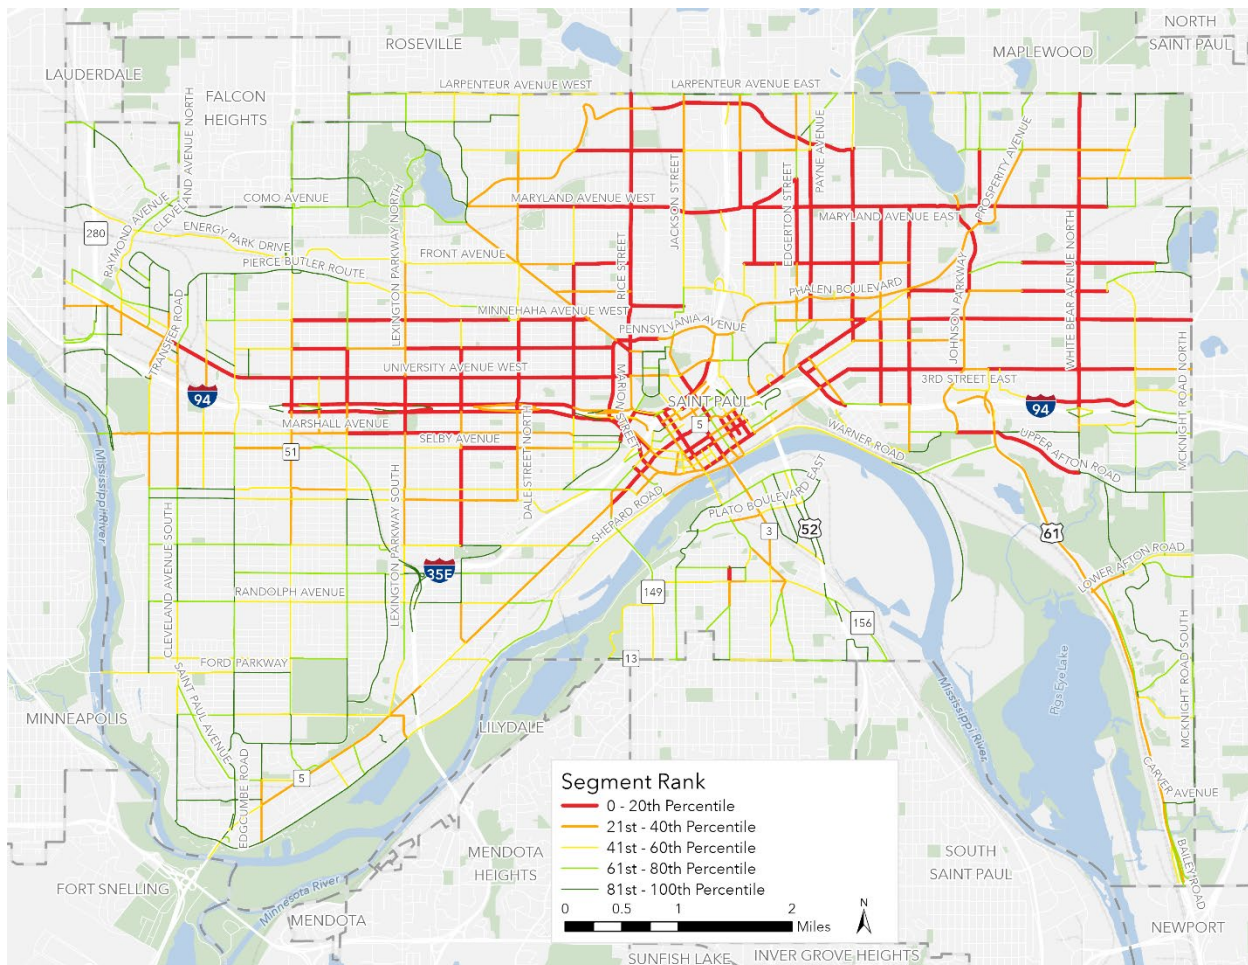 NORTH
SAINT PAUL
ROSEVILLE
MAPLEWOOD
LAUDERDALE
LARPENTEUR AVENUE WEST
LARPENTEUR AVENUE EAST
FALCON
HEIGHTS
CLEVELAND AVENUE NORTH
PAYNE AVENUE
PROSPERITY AVENUE
COMO AVENUE
MARYLAND AVENUE WEST
JACKSON STREET
EDGERTON STREET
MARYLAND AVENUE EAST
RAYMOND AVENUE
280
ENERGY PARK DRIVE
LEXINGTON PARKWAY NORTH
FRONT AVENUE
PIERCE BUTLER ROUTE
RICE STREET
WHITE BEAR AVENUE NORTH
PHALEN BOULEVARD
JOHNSON PARKWAY
MINNEHAHA AVENUE WEST
PENNSYLVANIA AVENUE
TRANSFER ROAD
UNIVERSITY AVENUE WEST
MARION STREET
3RD STREET EAST
MCKNIGHT ROAD NORTH
94
SAINT PAUL
94
MARSHALL AVENUE
5
DALE STREET NORTH
SELBY AVENUE
WARNER ROAD
UPPER AFTON ROAD
51
Mississippi River
LEXINGTON PARKWAY SOUTH
SHEPARD ROAD
PLATO BOULEVARD EAST
CLEVELAND AVENUE SOUTH
3
52
61
35E
LOWER AFTON ROAD
RANDOLPH AVENUE
149
156
FORD PARKWAY
13
MCKNIGHT ROAD SOUTH
SAINT PAUL AVENUE
Pigs Eye Lake
Mississippi River
MINNEAPOLIS
LILYDALE
EDGCUMBE ROAD
5
CARVER AVENUE
Segment Rank
0 - 20th Percentile
21st - 40th Percentile
41st - 60th Percentile
61st - 80th Percentile
81st - 100th Percentile
0 0.5 1 2
Miles
N
MENDOTA
HEIGHTS
SOUTH
SAINT PAUL
BAILEY ROAD
FORT SNELLING
Minnesota River
MENDOTA
NEWPORT
SUNFISH LAKE
INVER GROVE HEIGHTS